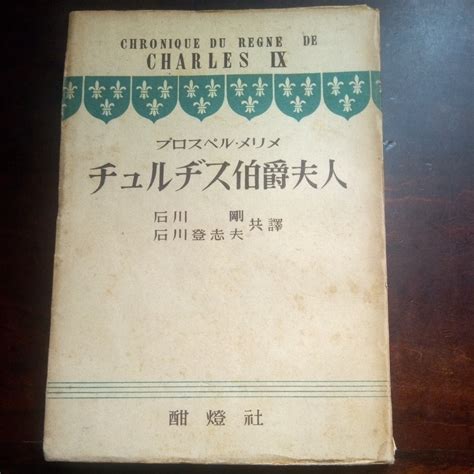 CHRONIQUE DU REGNE DE
CHARLES IX
プロスペル・メリメ
チュルヂス伯爵夫人
石川 剛
石川登志夫 共譯
酣燈社